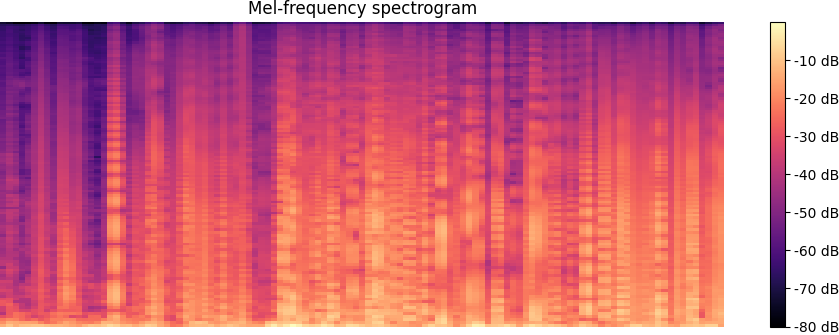 Mel-frequency spectrogram
-10 dB
-20 dB
-30 dB
-40 dB
-50 dB
-60 dB
-70 dB
-80 dB